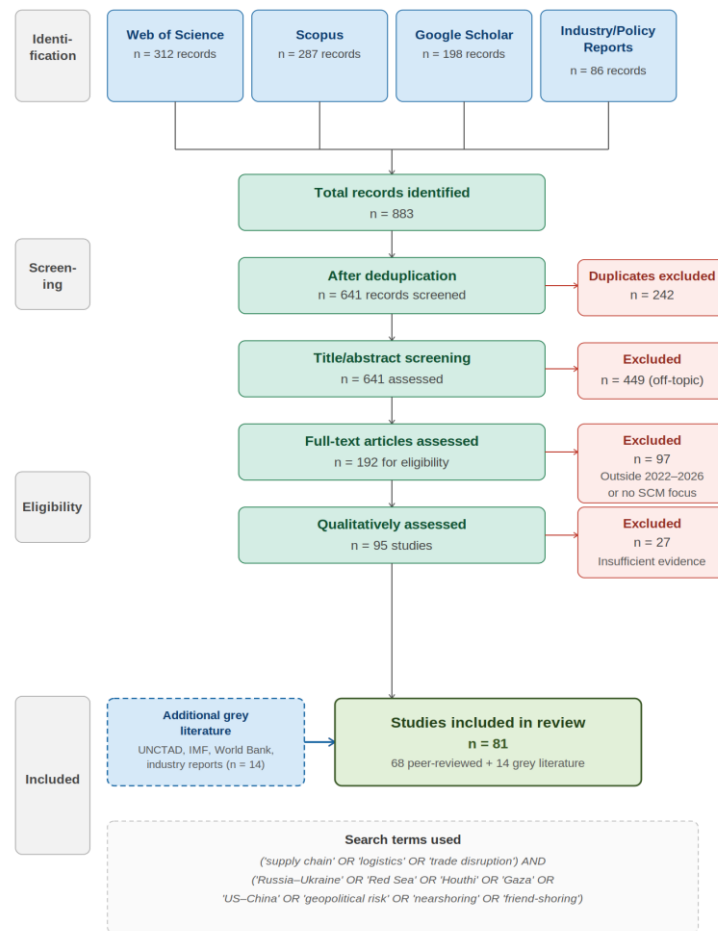 Identi-
fication
Web of Science
n = 312 records
Scopus
n = 287 records
Google Scholar
n = 198 records
Industry/Policy
Reports
n = 86 records
Total records identified
n = 883
Screen-
ing
After deduplication
n = 641 records screened
Duplicates excluded
n = 242
Title/abstract screening
n = 641 assessed
Excluded
n = 449 (off-topic)
Eligibility
Full-text articles assessed
n = 192 for eligibility
Excluded
n = 97
Outside 2022–2026
or no SCM focus
Qualitatively assessed
n = 95 studies
Excluded
n = 27
Insufficient evidence
Included
Additional grey
literature
UNCTAD, IMF, World Bank,
industry reports (n = 14)
Studies included in review
n = 81
68 peer-reviewed + 14 grey literature
Search terms used
('supply chain' OR 'logistics' OR 'trade disruption') AND
('Russia–Ukraine' OR 'Red Sea' OR 'Houthi' OR 'Gaza' OR
'US–China' OR 'geopolitical risk' OR 'nearshoring' OR 'friend-shoring')